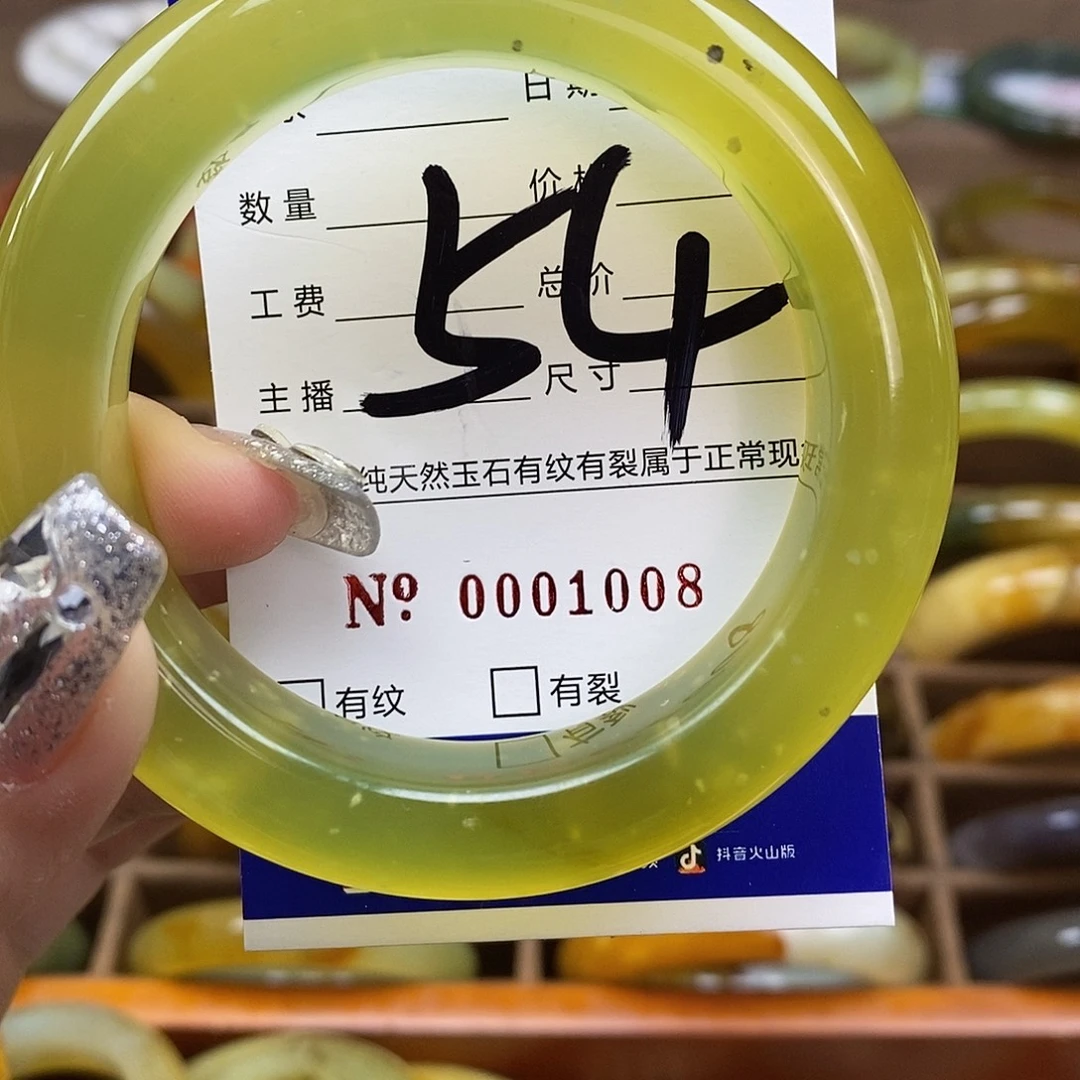 日期
数量 价格
54
工费 总价
主播 尺寸
纯天然玉石有纹有裂属于正常现
№ 0001008
有纹 有裂
抖音火山版